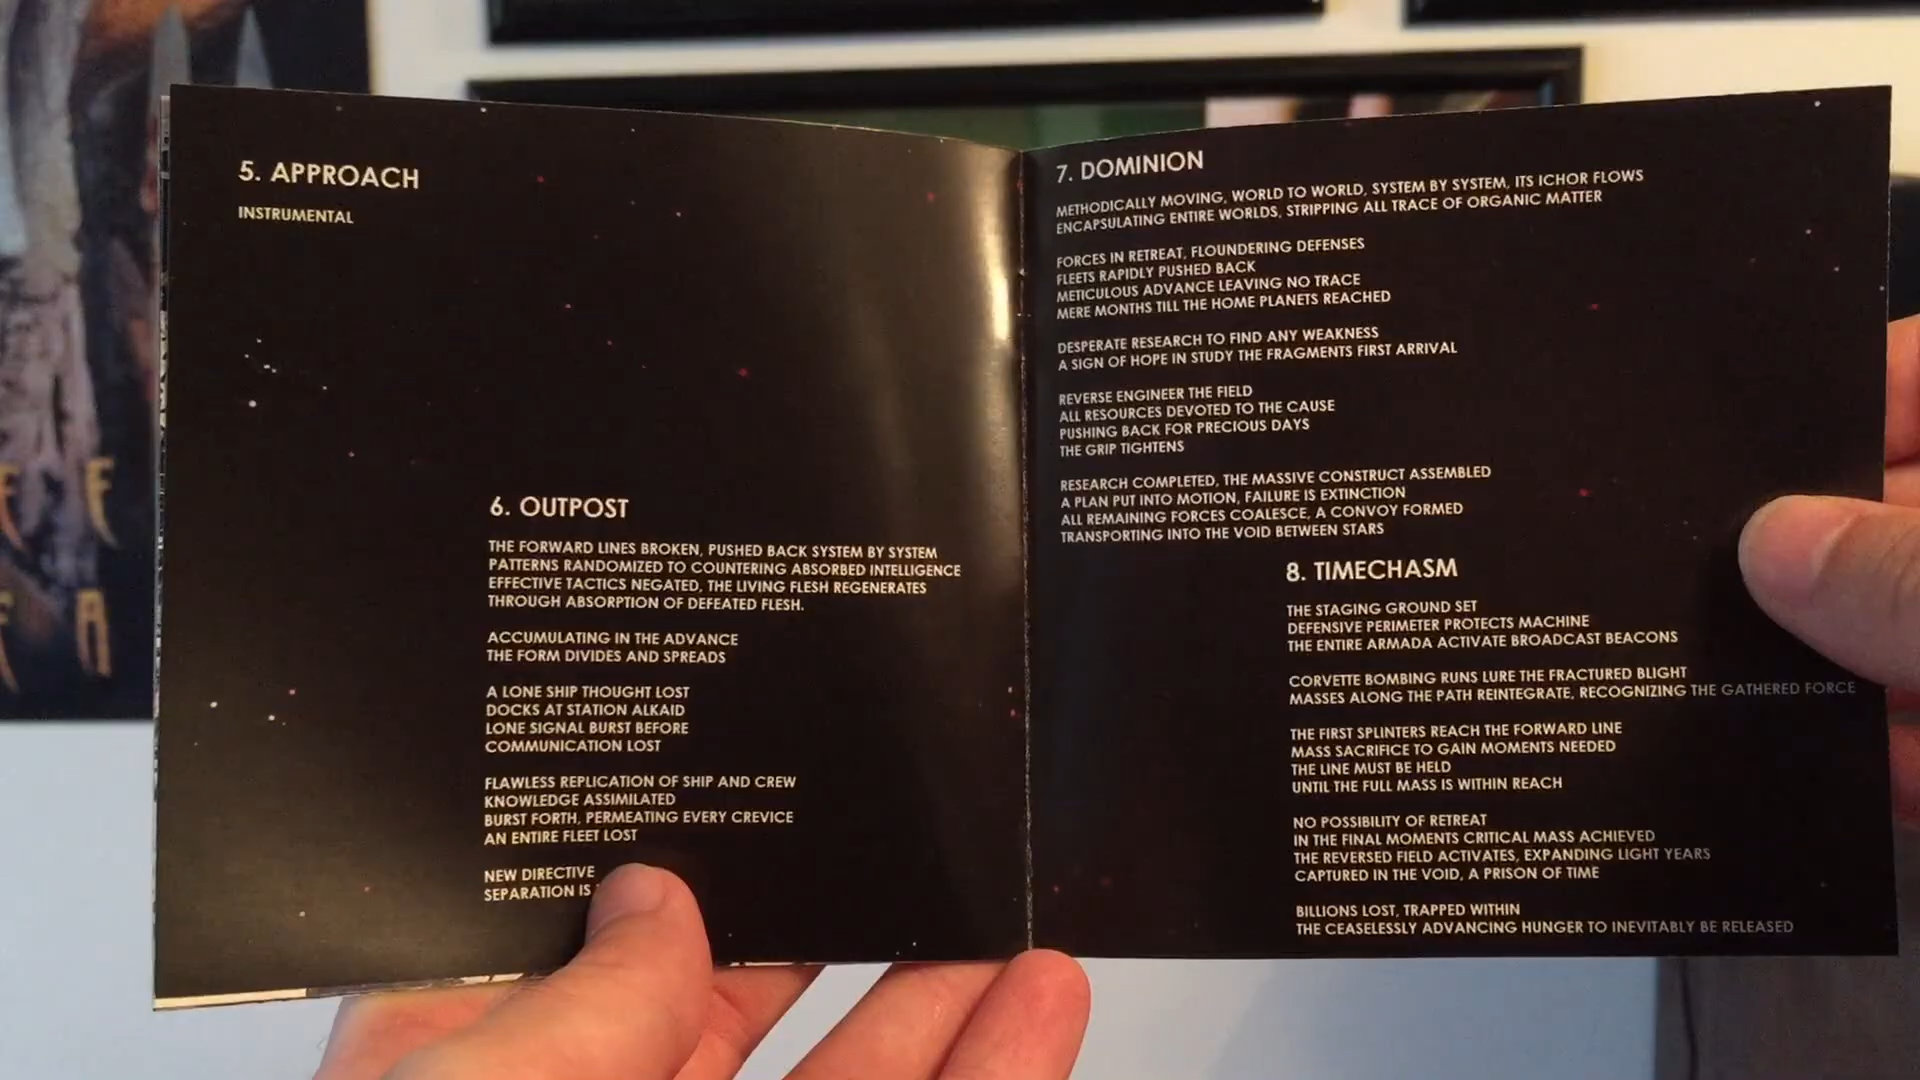 5. APPROACH
INSTRUMENTAL
6. OUTPOST
THE FORWARD LINES BROKEN, PUSHED BACK SYSTEM BY SYSTEM
PATTERNS RANDOMIZED TO COUNTERING ABSORBED INTELLIGENCE
EFFECTIVE TACTICS NEGATED, THE LIVING FLESH REGENERATES
THROUGH ABSORPTION OF DEFEATED FLESH.
ACCUMULATING IN THE ADVANCE
THE FORM DIVIDES AND SPREADS
A LONE SHIP THOUGHT LOST
DOCKS AT STATION ALKAID
LONE SIGNAL BURST BEFORE
COMMUNICATION LOST
FLAWLESS REPLICATION OF SHIP AND CREW
KNOWLEDGE ASSIMILATED
BURST FORTH, PERMEATING EVERY CREVICE
AN ENTIRE FLEET LOST
NEW DIRECTIVE
SEPARATION IS
7. DOMINION
METHODICALLY MOVING, WORLD TO WORLD, SYSTEM BY SYSTEM, ITS ICHOR FLOWS
ENCAPSULATING ENTIRE WORLDS, STRIPPING ALL TRACE OF ORGANIC MATTER
FORCES IN RETREAT, FLOUNDERING DEFENSES
FLEETS RAPIDLY PUSHED BACK
METICULOUS ADVANCE LEAVING NO TRACE
MERE MONTHS TILL THE HOME PLANETS REACHED
DESPERATE RESEARCH TO FIND ANY WEAKNESS
A SIGN OF HOPE IN STUDY THE FRAGMENTS FIRST ARRIVAL
REVERSE ENGINEER THE FIELD
ALL RESOURCES DEVOTED TO THE CAUSE
PUSHING BACK FOR PRECIOUS DAYS
THE GRIP TIGHTENS
RESEARCH COMPLETED, THE MASSIVE CONSTRUCT ASSEMBLED
A PLAN PUT INTO MOTION, FAILURE IS EXTINCTION
ALL REMAINING FORCES COALESCE, A CONVOY FORMED
TRANSPORTING INTO THE VOID BETWEEN STARS
8. TIMECHASM
THE STAGING GROUND SET
DEFENSIVE PERIMETER PROTECTS MACHINE
THE ENTIRE ARMADA ACTIVATE BROADCAST BEACONS
CORVETTE BOMBING RUNS LURE THE FRACTURED BLIGHT
MASSES ALONG THE PATH REINTEGRATE, RECOGNIZING THE GATHERED FORCE
THE FIRST SPLINTERS REACH THE FORWARD LINE
MASS SACRIFICE TO GAIN MOMENTS NEEDED
THE LINE MUST BE HELD
UNTIL THE FULL MASS IS WITHIN REACH
NO POSSIBILITY OF RETREAT
IN THE FINAL MOMENTS CRITICAL MASS ACHIEVED
THE REVERSED FIELD ACTIVATES, EXPANDING LIGHT YEARS
CAPTURED IN THE VOID, A PRISON OF TIME
BILLIONS LOST, TRAPPED WITHIN
THE CEASELESSLY ADVANCING HUNGER TO INEVITABLY BE RELEASED